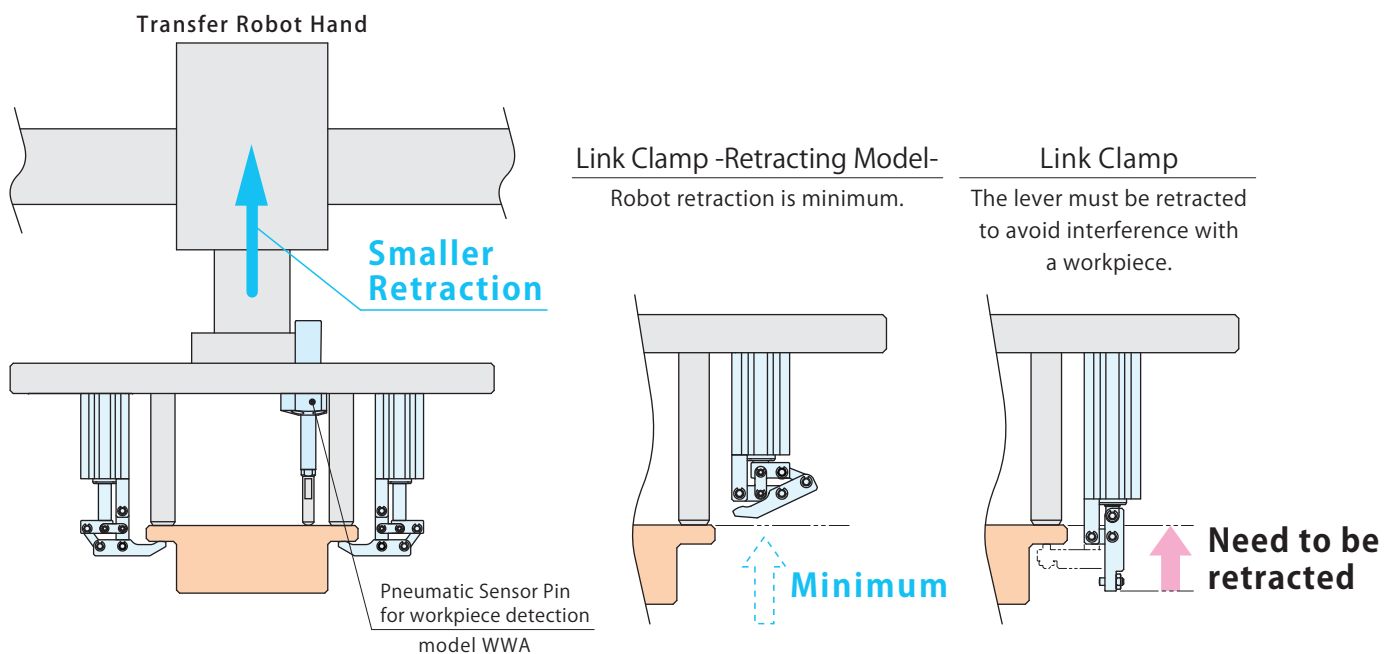 Transfer Robot Hand
Smaller
Retraction
Pneumatic Sensor Pin
for workpiece detection
model WWA
Link Clamp -Retracting Model-
Robot retraction is minimum.
Minimum
Link Clamp
The lever must be retracted
to avoid interference with
a workpiece.
Need to be
retracted